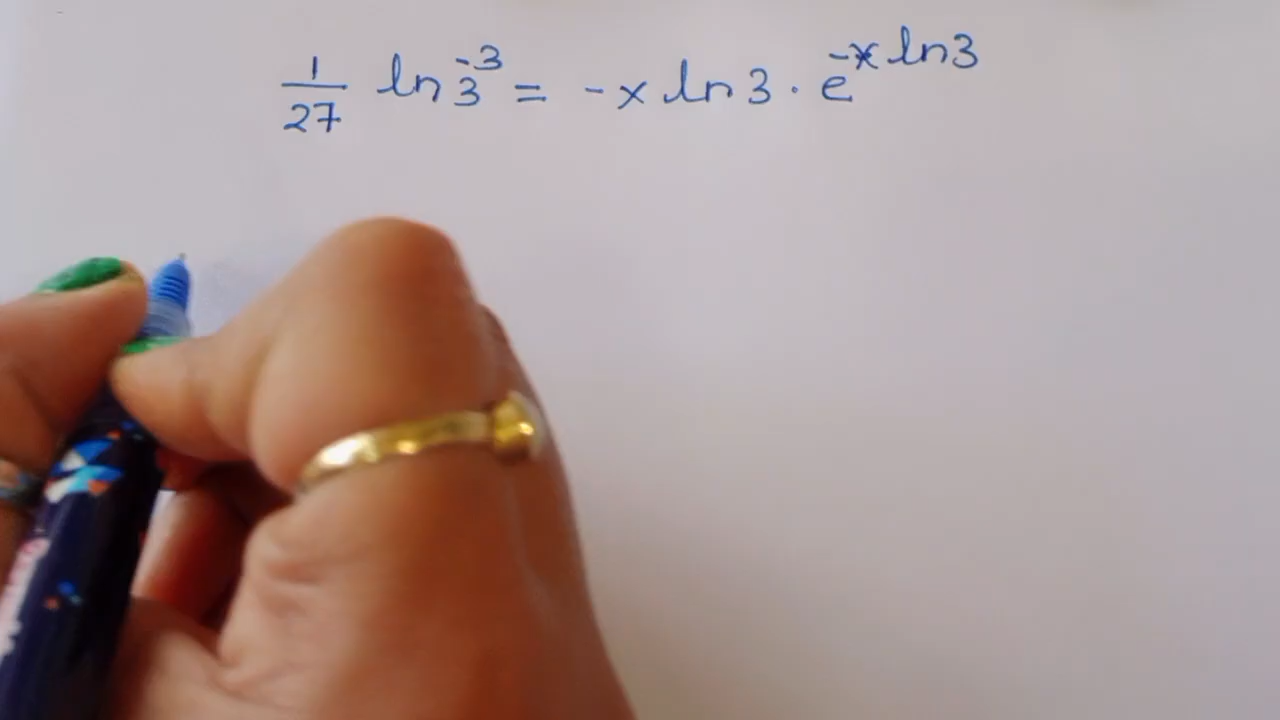 1/27 ln 3^-3 = -x ln 3 · e^-x ln 3